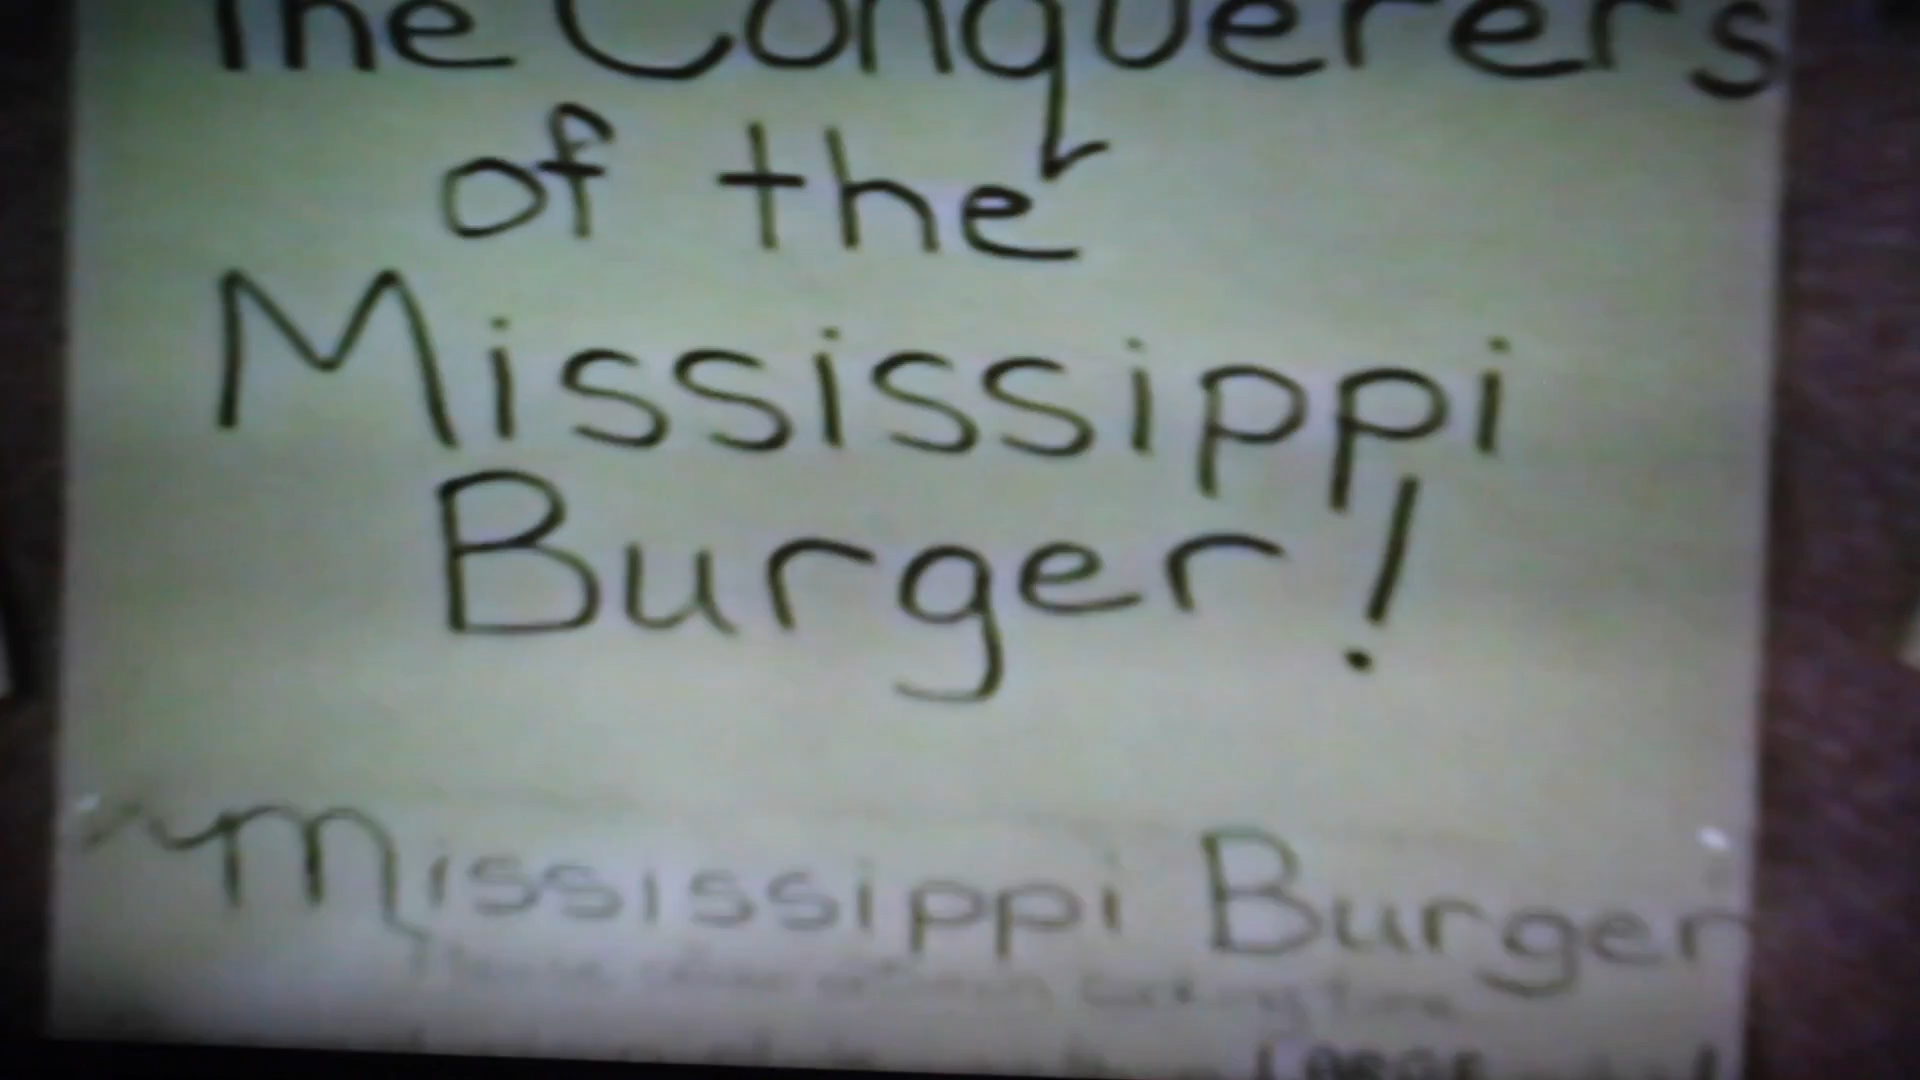 The Conquerers
of the
Mississippi
Burger!
Mississippi Burger